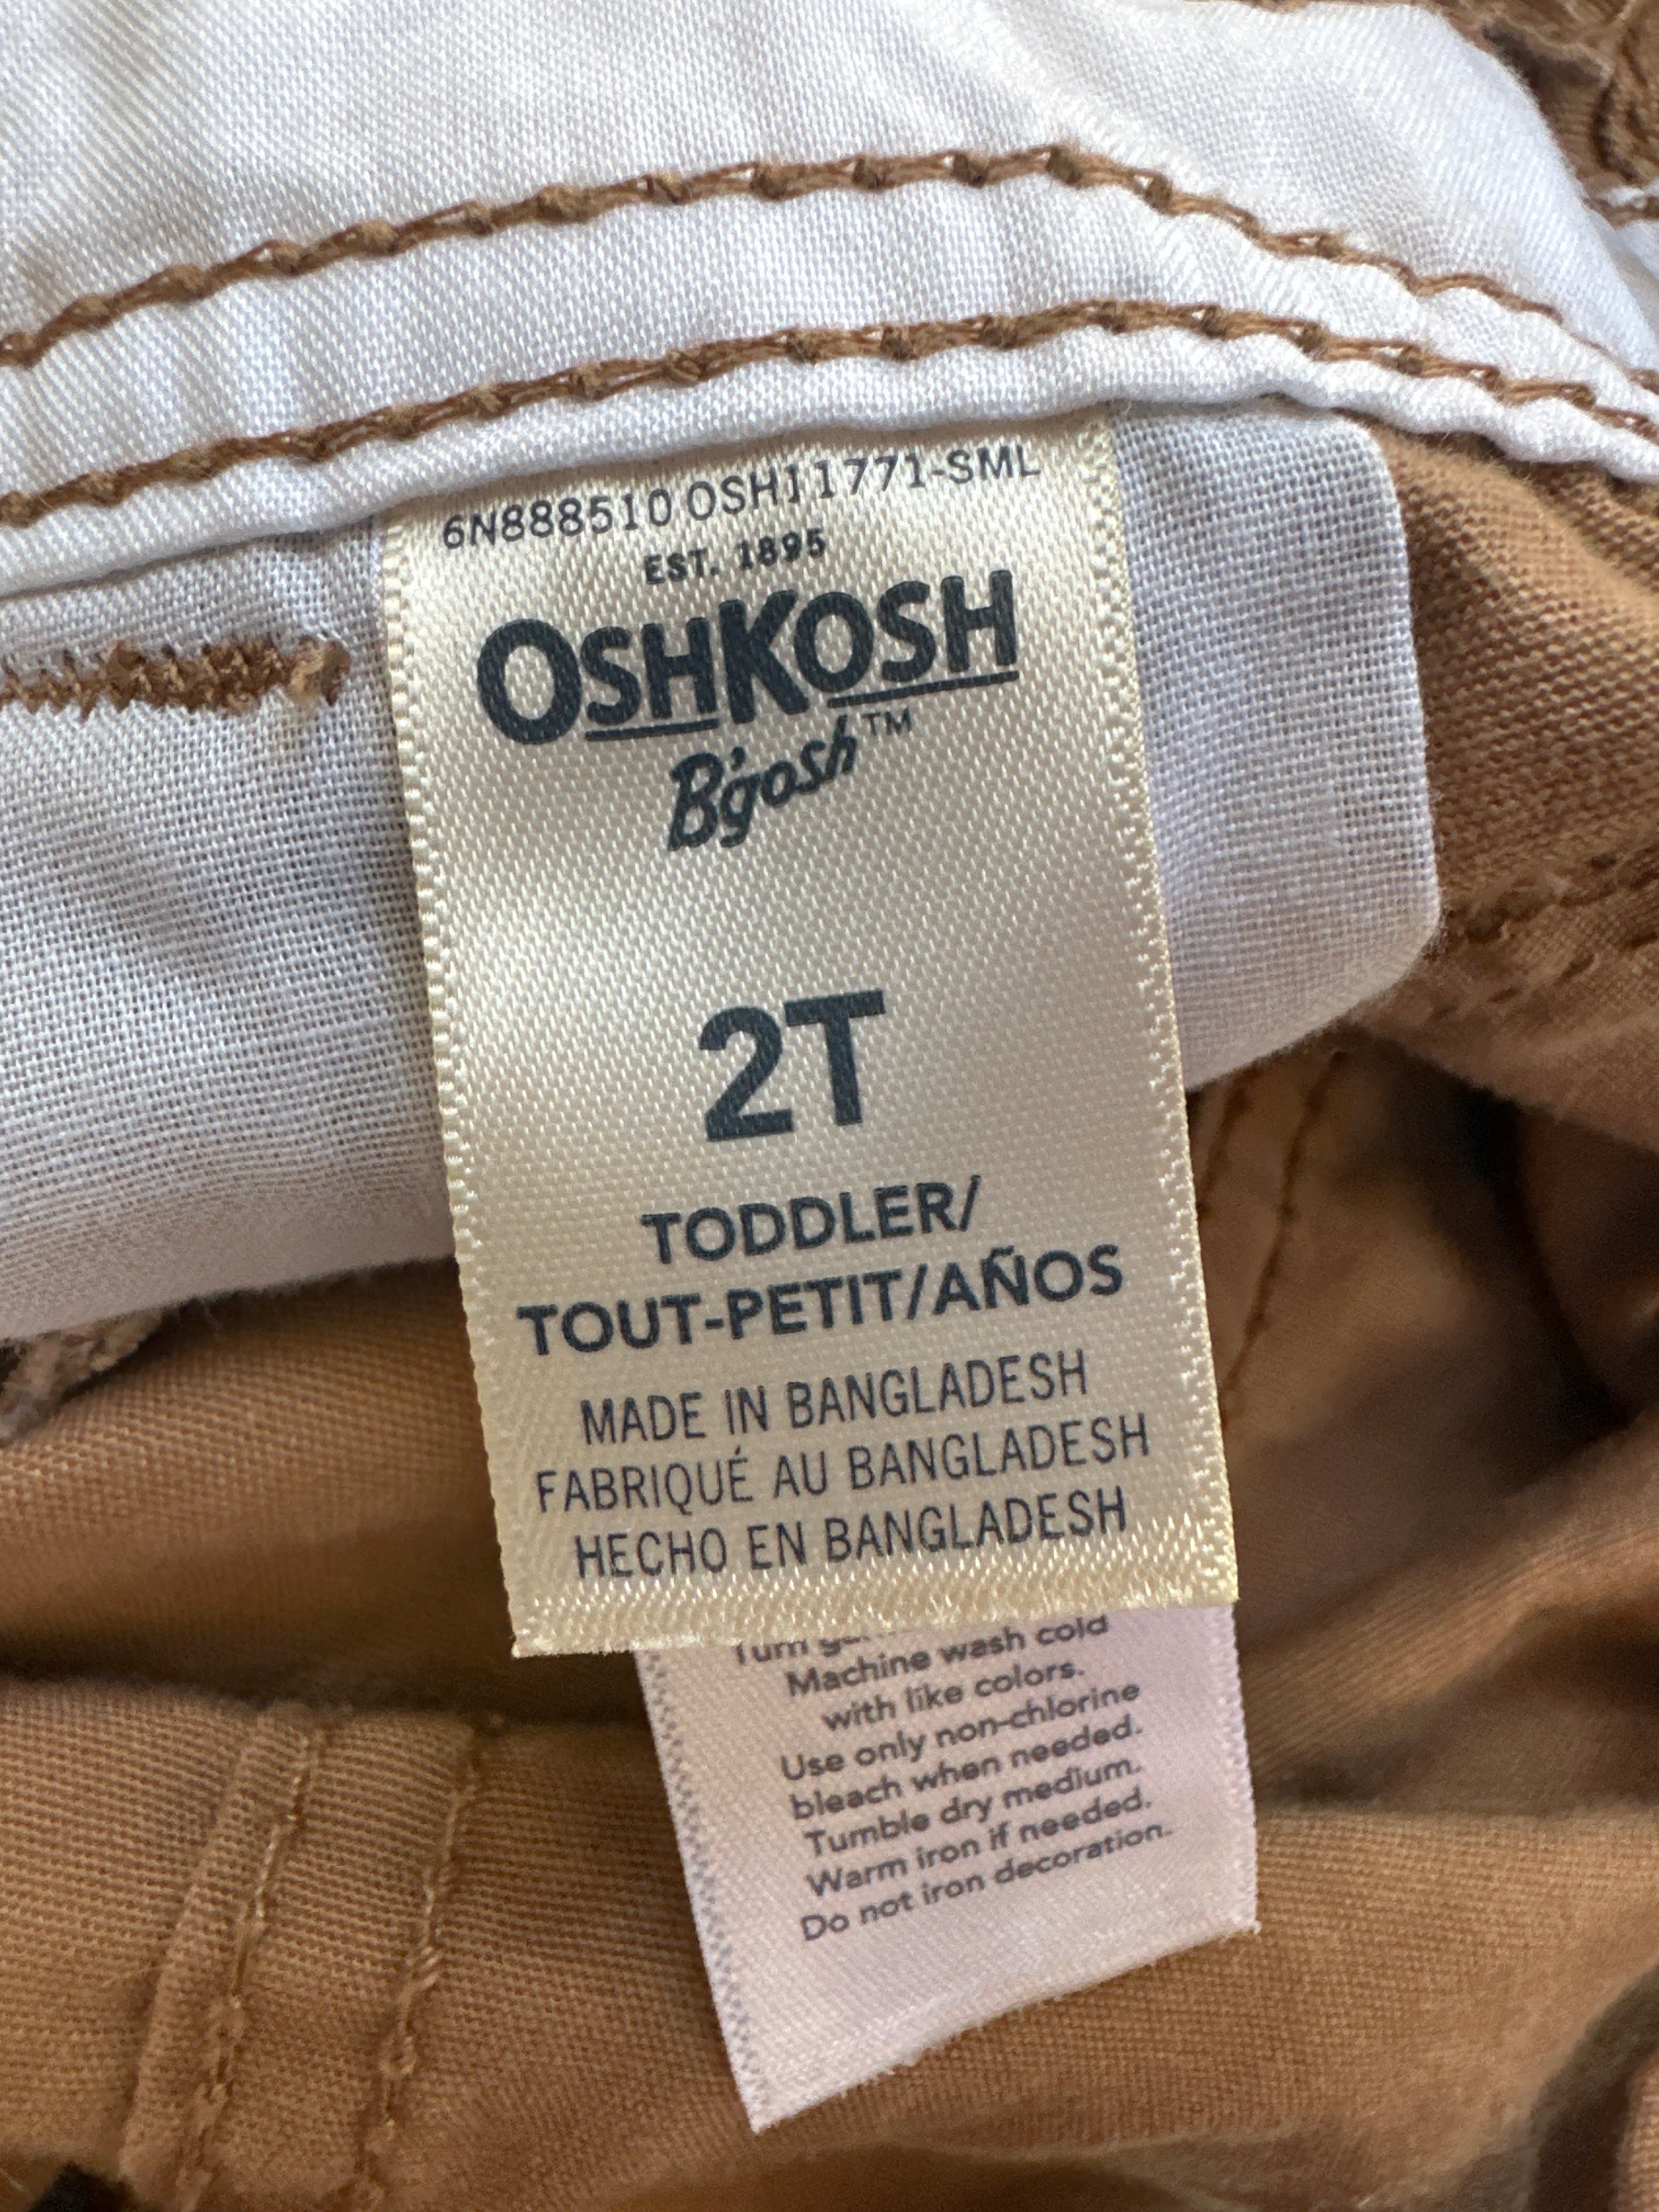 6N888510 OSH11771-SML
EST. 1895
OSHKOSH
B'gosh™
2T
TODDLER/
TOUT-PETIT/AÑOS
MADE IN BANGLADESH
FABRIQUÉ AU BANGLADESH
HECHO EN BANGLADESH
Turn
Machine wash cold
with like colors.
Use only non-chlorine
bleach when needed.
Tumble dry medium.
Warm iron if needed.
Do not iron decoration.